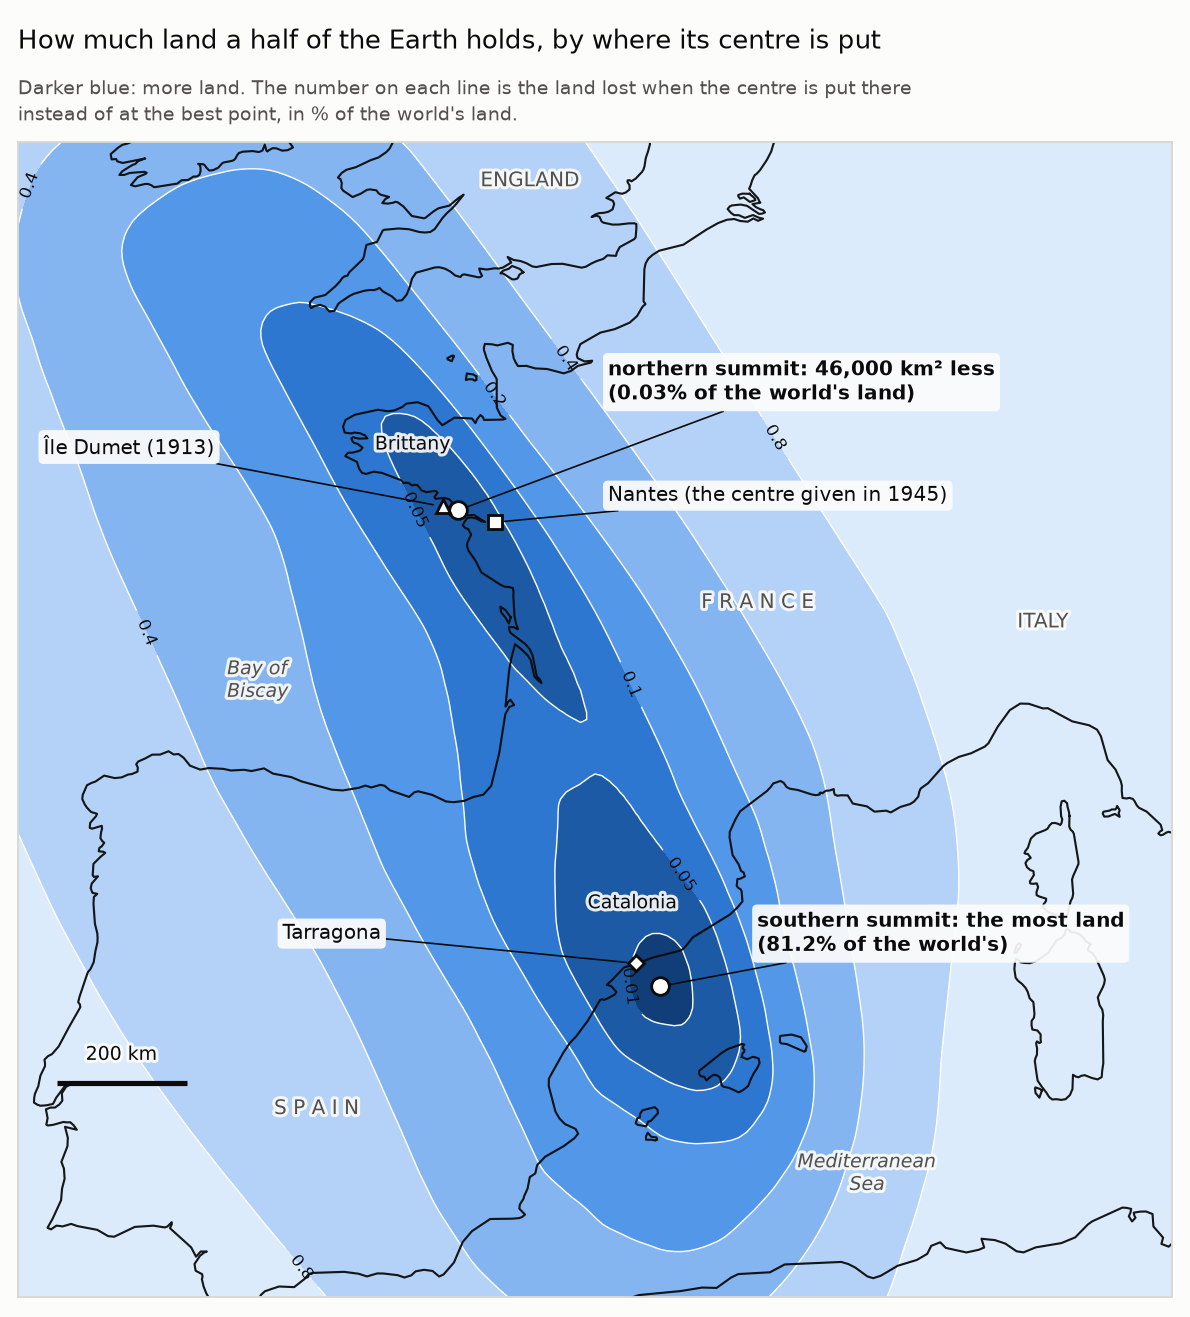 How much land a half of the Earth holds, by where its centre is put
Darker blue: more land. The number on each line is the land lost when the centre is put there
instead of at the best point, in % of the world's land.
0.4
ENGLAND
0.4
northern summit: 46,000 km² less
(0.03% of the world's land)
0.2
0.8
Brittany
Île Dumet (1913)
Nantes (the centre given in 1945)
0.05
FRANCE
ITALY
0.4
Bay of
Biscay
0.1
0.05
Catalonia
southern summit: the most land
(81.2% of the world's)
Tarragona
0.01
200 km
SPAIN
Mediterranean
Sea
0.8